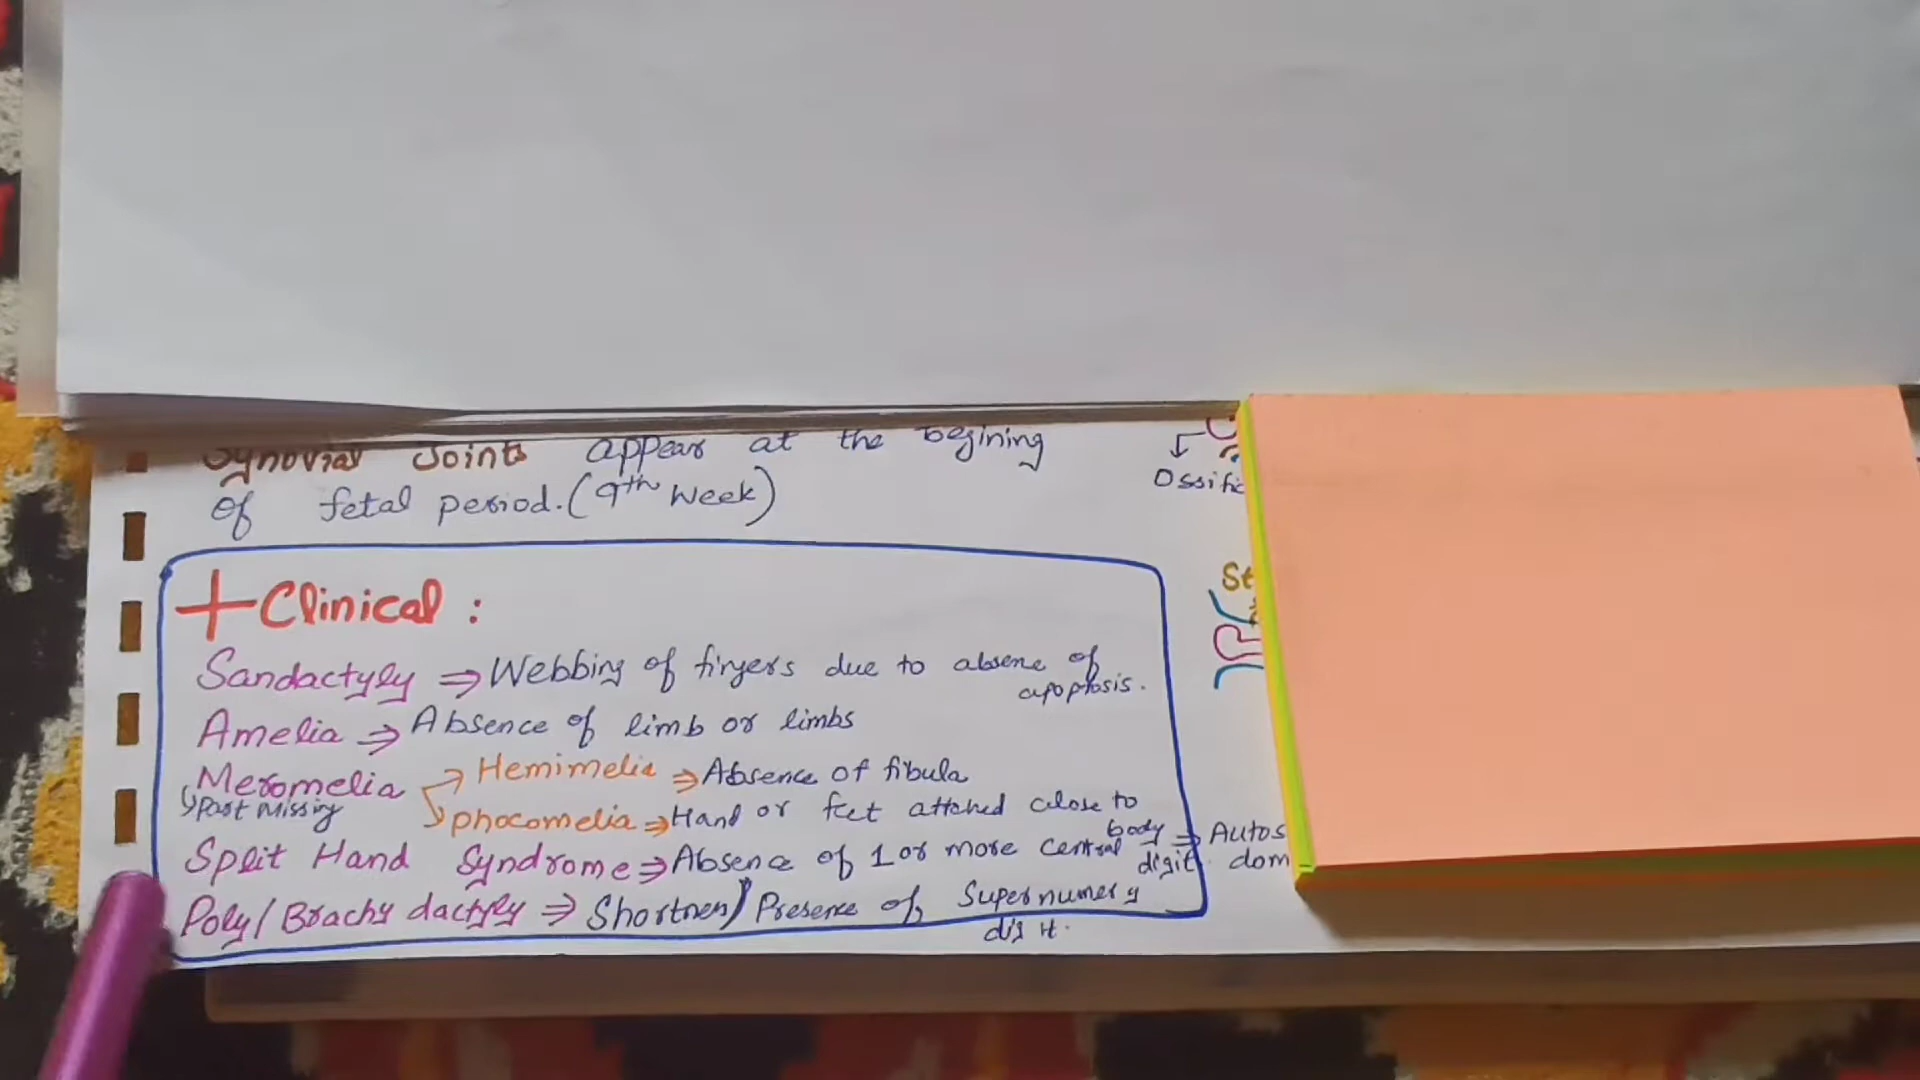 Synovial Joints appear at the begining
of fetal period. (9th Week)
+ Clinical :
Sandactyly ⇒ Webbing of fingers due to absene of
apoptosis.
Amelia ⇒ Absence of limb or limbs
Meromelia → Hemimelia ⇒ Absence of fibula
↳ Part Missing
↳ phocomelia ⇒ Hand or feet attched close to
body
Split Hand Syndrome ⇒ Absence of 1 or more central
digit. ⇒ Autos
dom
Poly/Brachy dactyly ⇒ Shortness/Presense of Supernumery
digit.
Ossific
St